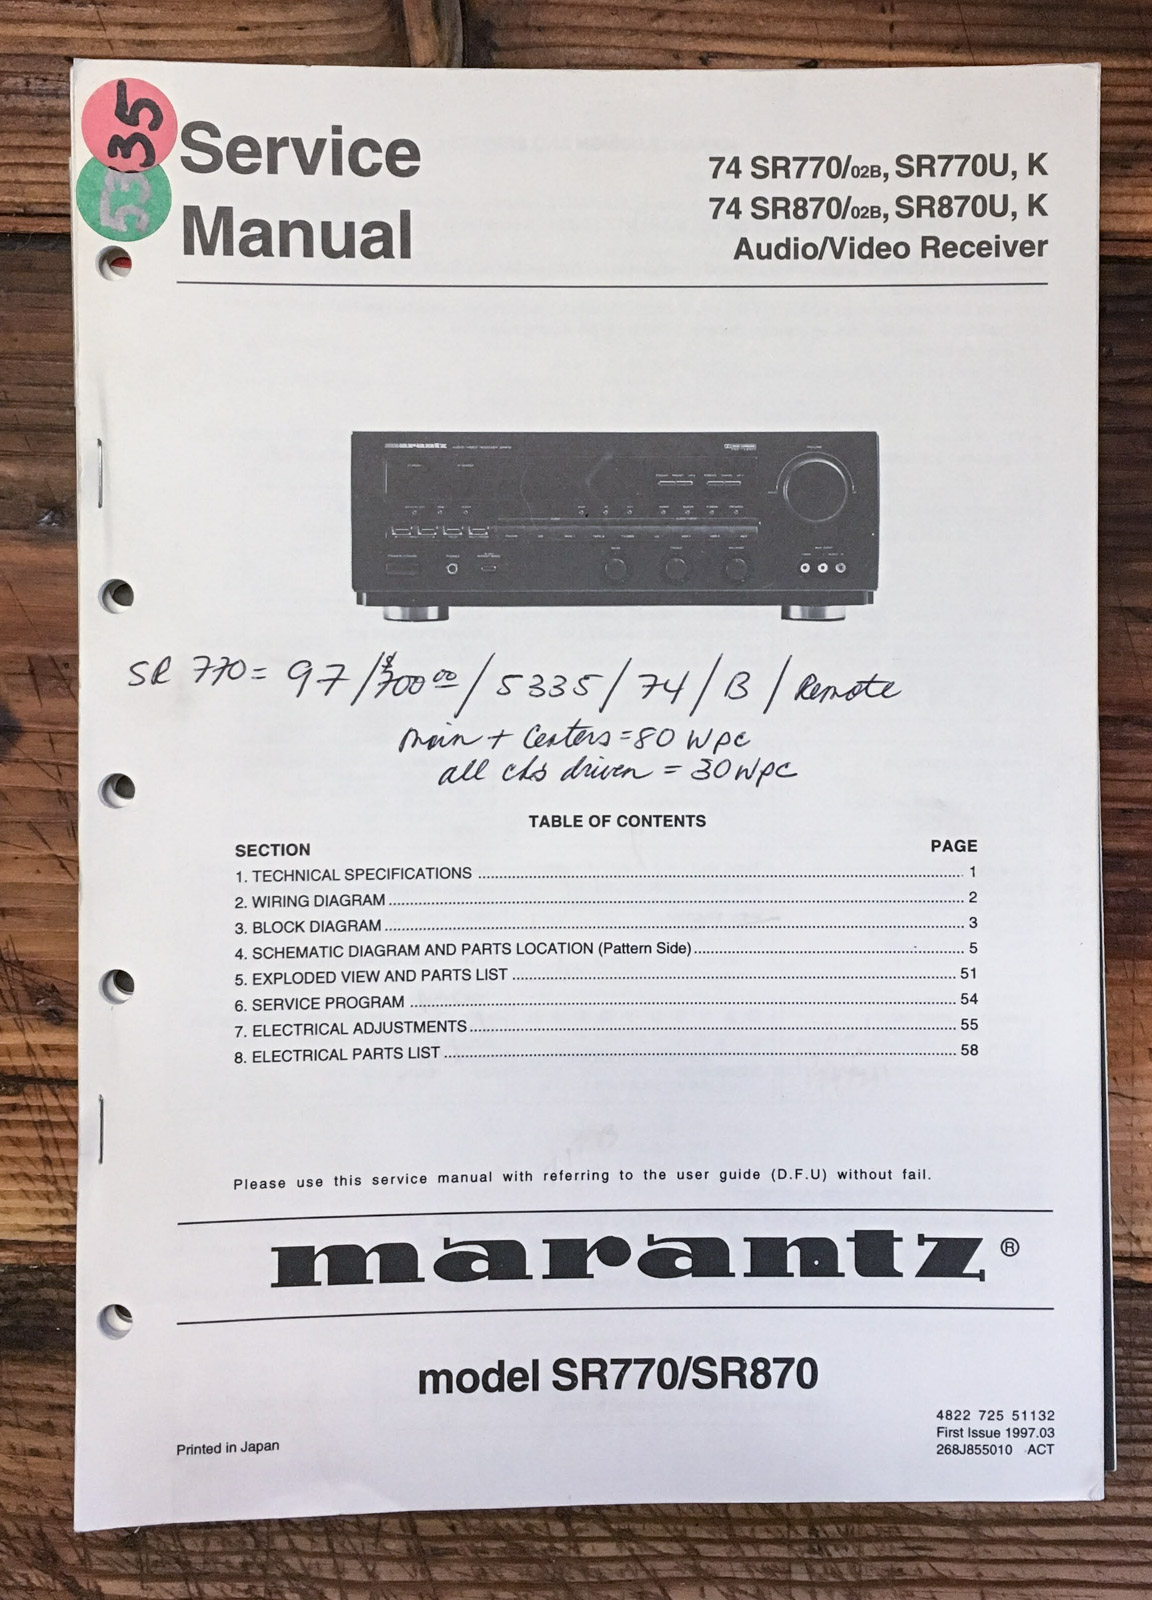 35
53
Service
Manual
74 SR770/02B, SR770U, K
74 SR870/02B, SR870U, K
Audio/Video Receiver
marantz
SR 770 = 97 / $700 00 / 5335 / 74 / B / Remote
main + Centers = 80 wpc
all chs driven = 30 wpc
TABLE OF CONTENTS
SECTION PAGE
1. TECHNICAL SPECIFICATIONS ........ 1
2. WIRING DIAGRAM ........ 2
3. BLOCK DIAGRAM ........ 3
4. SCHEMATIC DIAGRAM AND PARTS LOCATION (Pattern Side) ........ 5
5. EXPLODED VIEW AND PARTS LIST ........ 51
6. SERVICE PROGRAM ........ 54
7. ELECTRICAL ADJUSTMENTS ........ 55
8. ELECTRICAL PARTS LIST ........ 58
Please use this service manual with referring to the user guide (D.F.U) without fail.
marantz®
model SR770/SR870
4822 725 51132
First Issue 1997.03
268J855010 ACT
Printed in Japan